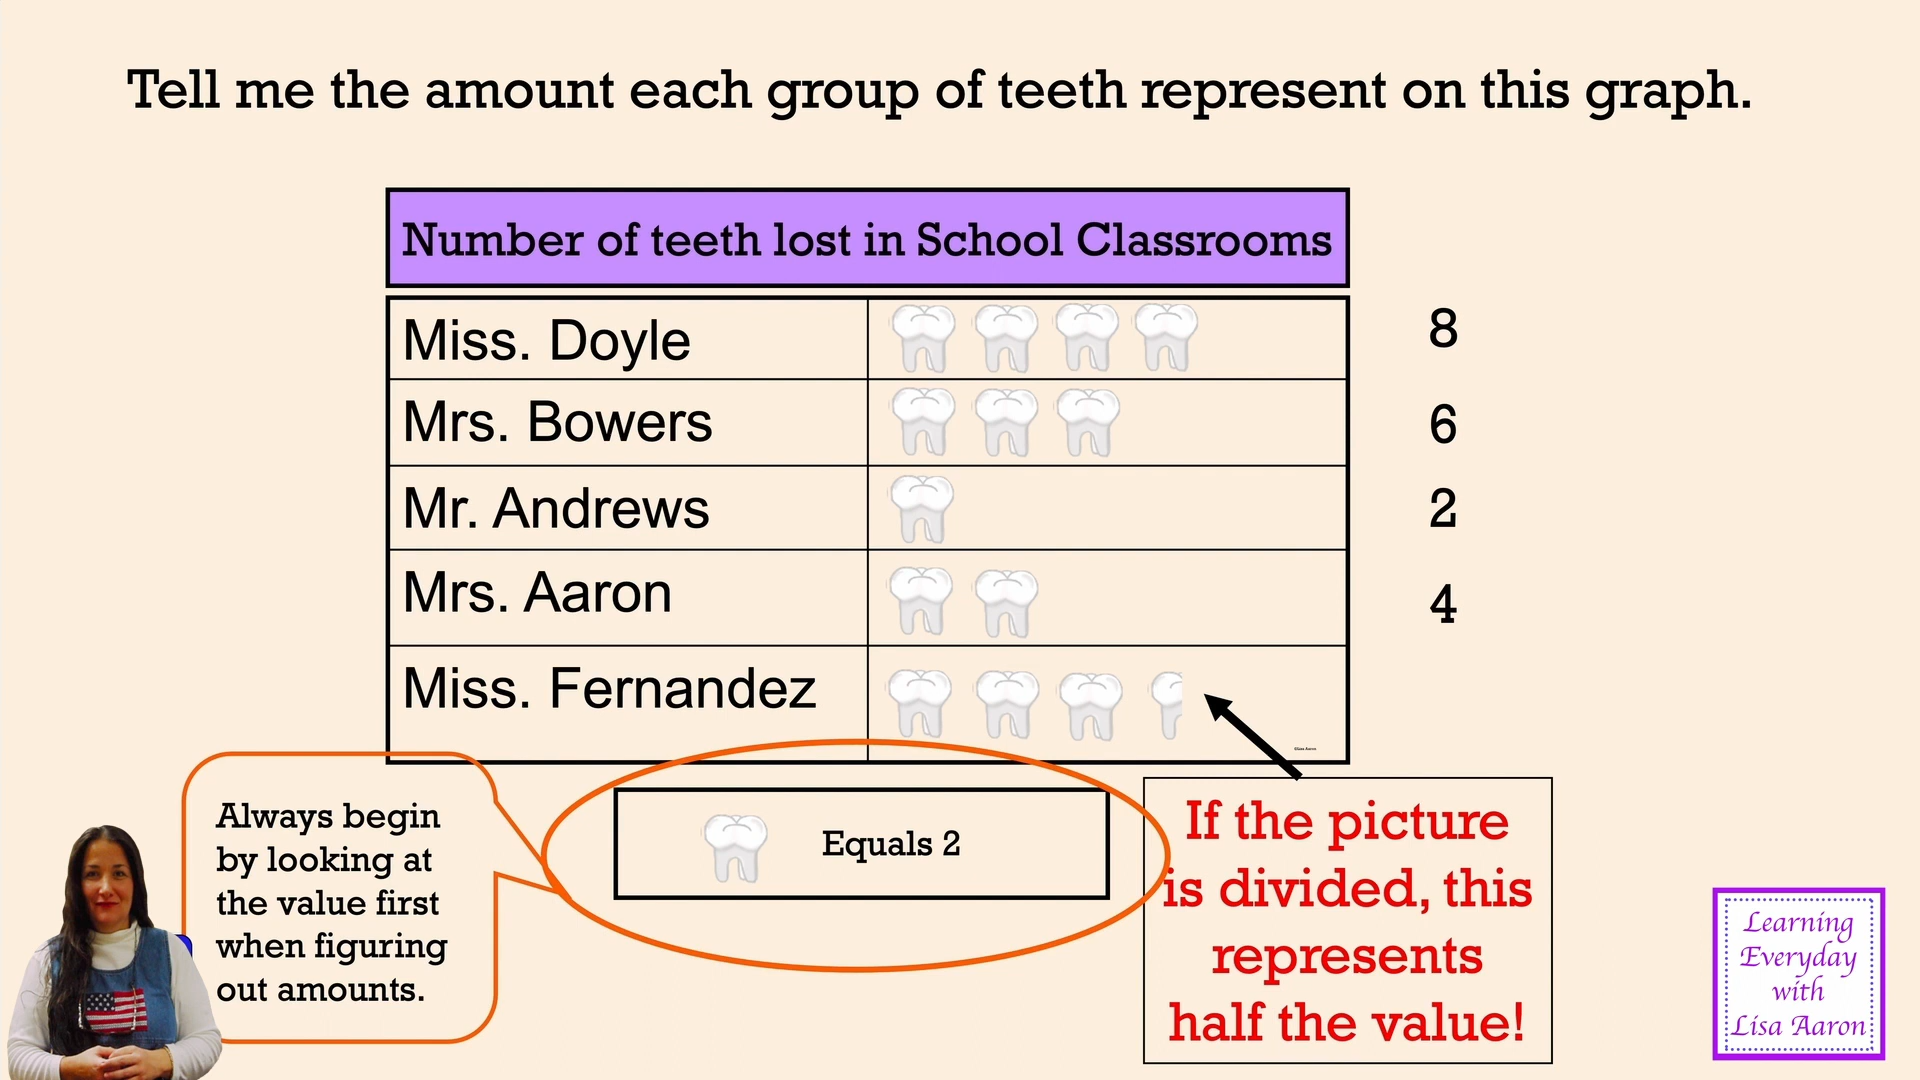 Tell me the amount each group of teeth represent on this graph.
Number of teeth lost in School Classrooms
Miss. Doyle
8
Mrs. Bowers
6
Mr. Andrews
2
Mrs. Aaron
4
Miss. Fernandez
©Lisa Aaron
Always begin
by looking at
the value first
when figuring
out amounts.
Equals 2
If the picture
is divided, this
represents
half the value!
Learning
Everyday
with
Lisa Aaron